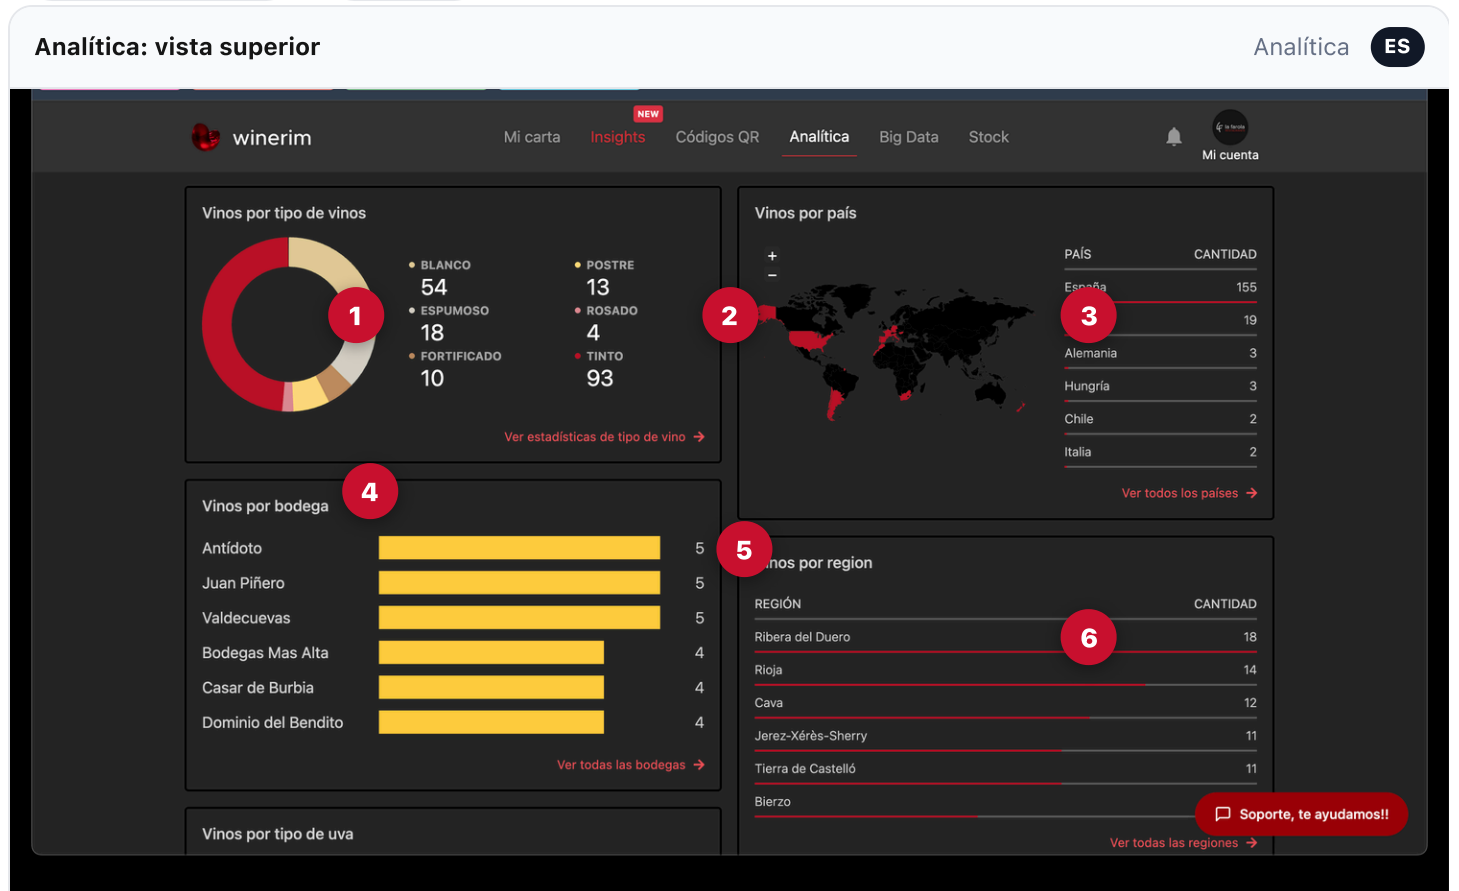 Analítica: vista superior
Analítica ES
winerim
Mi carta
NEW
Insights
Códigos QR
Analítica
Big Data
Stock
la farola
Mi cuenta
Vinos por tipo de vinos
BLANCO
54
POSTRE
13
ESPUMOSO
18
ROSADO
4
FORTIFICADO
10
TINTO
93
1
Ver estadísticas de tipo de vino →
2
Vinos por país
+
−
PAÍS CANTIDAD
España 155
3
19
Alemania 3
Hungría 3
Chile 2
Italia 2
Ver todos los países →
4
Vinos por bodega
Antídoto 5
Juan Piñero 5
Valdecuevas 5
Bodegas Mas Alta 4
Casar de Burbia 4
Dominio del Bendito 4
Ver todas las bodegas →
5
inos por region
REGIÓN CANTIDAD
6
Ribera del Duero 18
Rioja 14
Cava 12
Jerez-Xérès-Sherry 11
Tierra de Castelló 11
Bierzo
Ver todas las regiones →
Soporte, te ayudamos!!
Vinos por tipo de uva